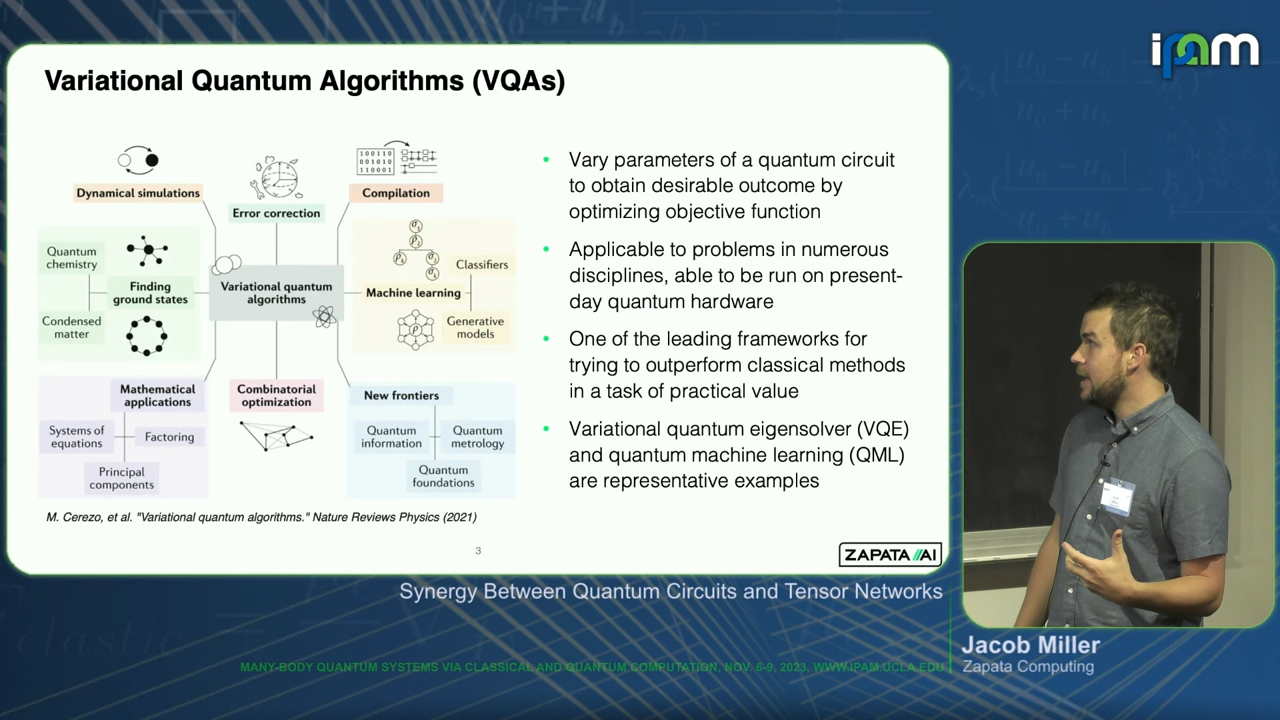 ipam
Variational Quantum Algorithms (VQAs)
Dynamical simulations
Error correction
100110
001010
110001
Compilation
Quantum
chemistry
Finding
ground states
Condensed
matter
Variational quantum
algorithms
Machine learning
Classifiers
Generative
models
Mathematical
applications
Systems of
equations
Factoring
Principal
components
Combinatorial
optimization
New frontiers
Quantum
information
Quantum
metrology
Quantum
foundations
• Vary parameters of a quantum circuit
to obtain desirable outcome by
optimizing objective function
• Applicable to problems in numerous
disciplines, able to be run on present-
day quantum hardware
• One of the leading frameworks for
trying to outperform classical methods
in a task of practical value
• Variational quantum eigensolver (VQE)
and quantum machine learning (QML)
are representative examples
M. Cerezo, et al. "Variational quantum algorithms." Nature Reviews Physics (2021)
3
ZAPATA//AI
Synergy Between Quantum Circuits and Tensor Networks
Jacob Miller
Zapata Computing
MANY-BODY QUANTUM SYSTEMS VIA CLASSICAL AND QUANTUM COMPUTATION, NOV. 6-9, 2023, WWW.IPAM.UCLA.EDU
elastic